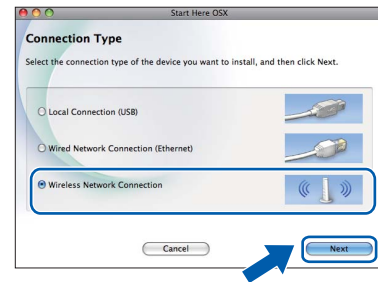 Start Here OSX
Connection Type
Select the connection type of the device you want to install, and then click Next.
Local Connection (USB)
Wired Network Connection (Ethernet)
Wireless Network Connection
Cancel
Next